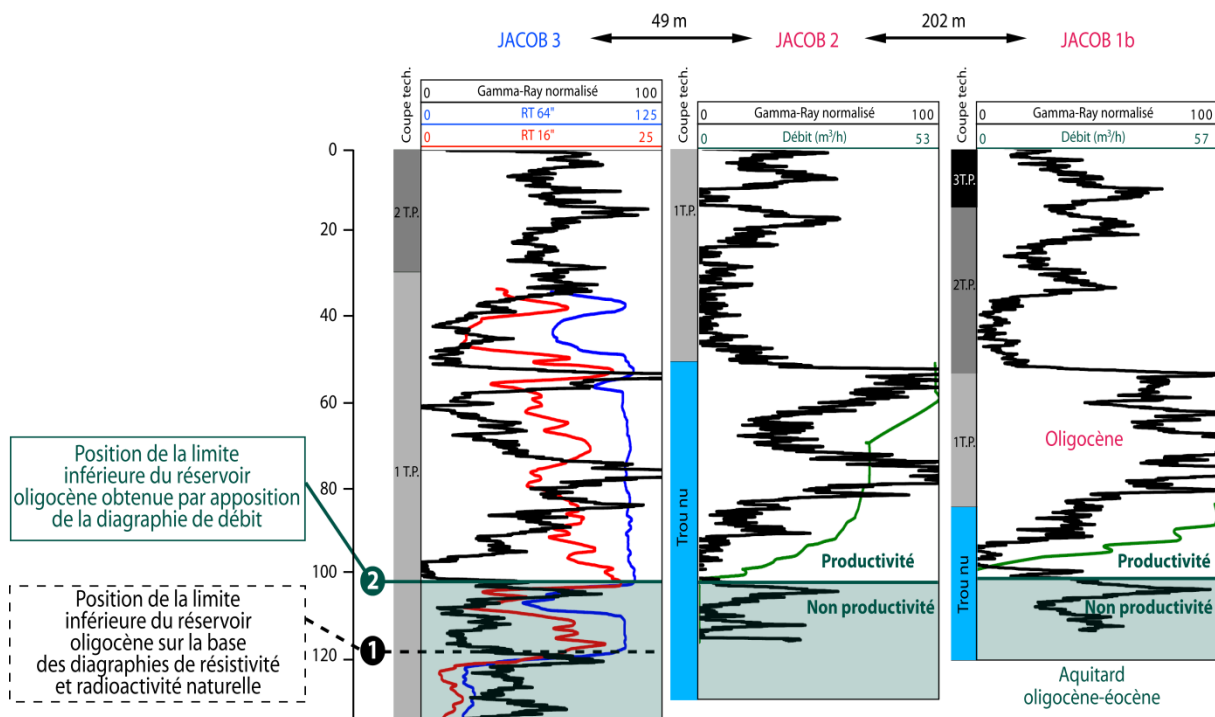 49 m
202 m
JACOB 3
JACOB 2
JACOB 1b
Coupe tech.
0 Gamma-Ray normalisé 100
0 RT 64" 125
0 RT 16" 25
Coupe tech.
0 Gamma-Ray normalisé 100
0 Débit (m³/h) 53
Coupe tech.
0 Gamma-Ray normalisé 100
0 Débit (m³/h) 57
0
20
40
60
80
100
120
2 T.P.
1 T.P.
1T.P.
Trou nu
3T.P.
2T.P.
1T.P.
Trou nu
Oligocène
Productivité
Non productivité
Productivité
Non productivité
Position de la limite
inférieure du réservoir
oligocène obtenue par apposition
de la diagraphie de débit
2
Position de la limite
inférieure du réservoir
oligocène sur la base
des diagraphies de résistivité
et radioactivité naturelle
1
Aquitard
oligocène-éocène